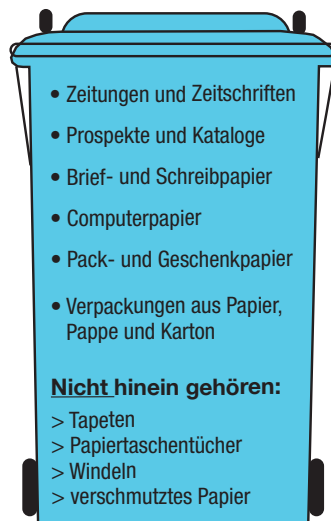 • Zeitungen und Zeitschriften
• Prospekte und Kataloge
• Brief- und Schreibpapier
• Computerpapier
• Pack- und Geschenkpapier
• Verpackungen aus Papier,
Pappe und Karton
Nicht hinein gehören:
> Tapeten
> Papiertaschentücher
> Windeln
> verschmutztes Papier